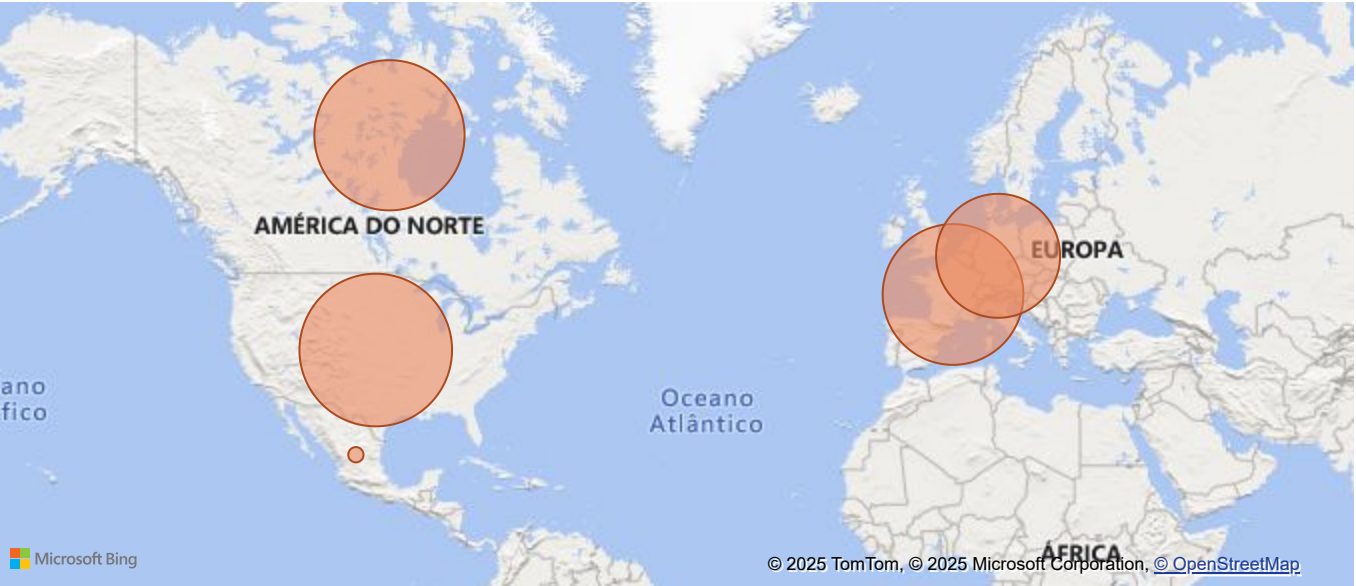 AMÉRICA DO NORTE
EUROPA
ano
fico
Oceano
Atlântico
ÁFRICA
Microsoft Bing
© 2025 TomTom, © 2025 Microsoft Corporation, © OpenStreetMap